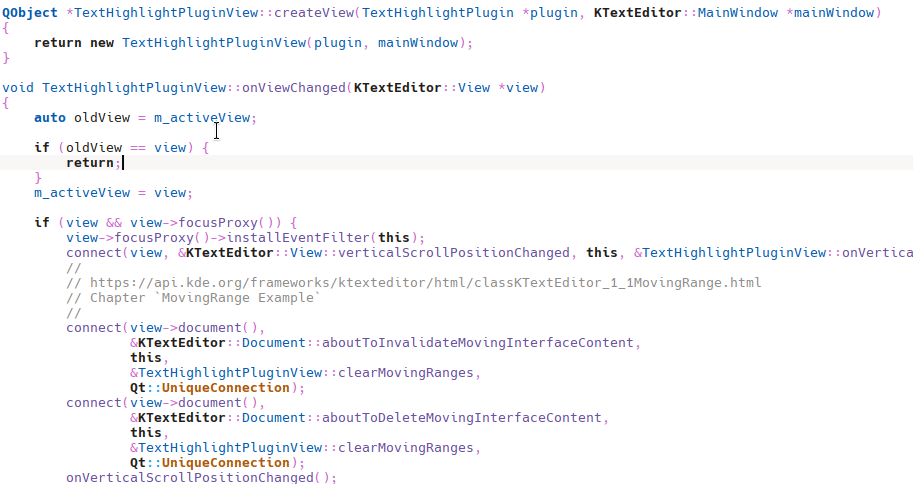 QObject *TextHighlightPluginView::createView(TextHighlightPlugin *plugin, KTextEditor::MainWindow *mainWindow)
{
    return new TextHighlightPluginView(plugin, mainWindow);
}

void TextHighlightPluginView::onViewChanged(KTextEditor::View *view)
{
    auto oldView = m_activeView;

    if (oldView == view) {
        return;
    }
    m_activeView = view;

    if (view && view->focusProxy()) {
        view->focusProxy()->installEventFilter(this);
        connect(view, &KTextEditor::View::verticalScrollPositionChanged, this, &TextHighlightPluginView::onVertica
        //
        // https://api.kde.org/frameworks/ktexteditor/html/classKTextEditor_1_1MovingRange.html
        // Chapter `MovingRange Example`
        //
        connect(view->document(),
                &KTextEditor::Document::aboutToInvalidateMovingInterfaceContent,
                this,
                &TextHighlightPluginView::clearMovingRanges,
                Qt::UniqueConnection);
        connect(view->document(),
                &KTextEditor::Document::aboutToDeleteMovingInterfaceContent,
                this,
                &TextHighlightPluginView::clearMovingRanges,
                Qt::UniqueConnection);
        onVerticalScrollPositionChanged();